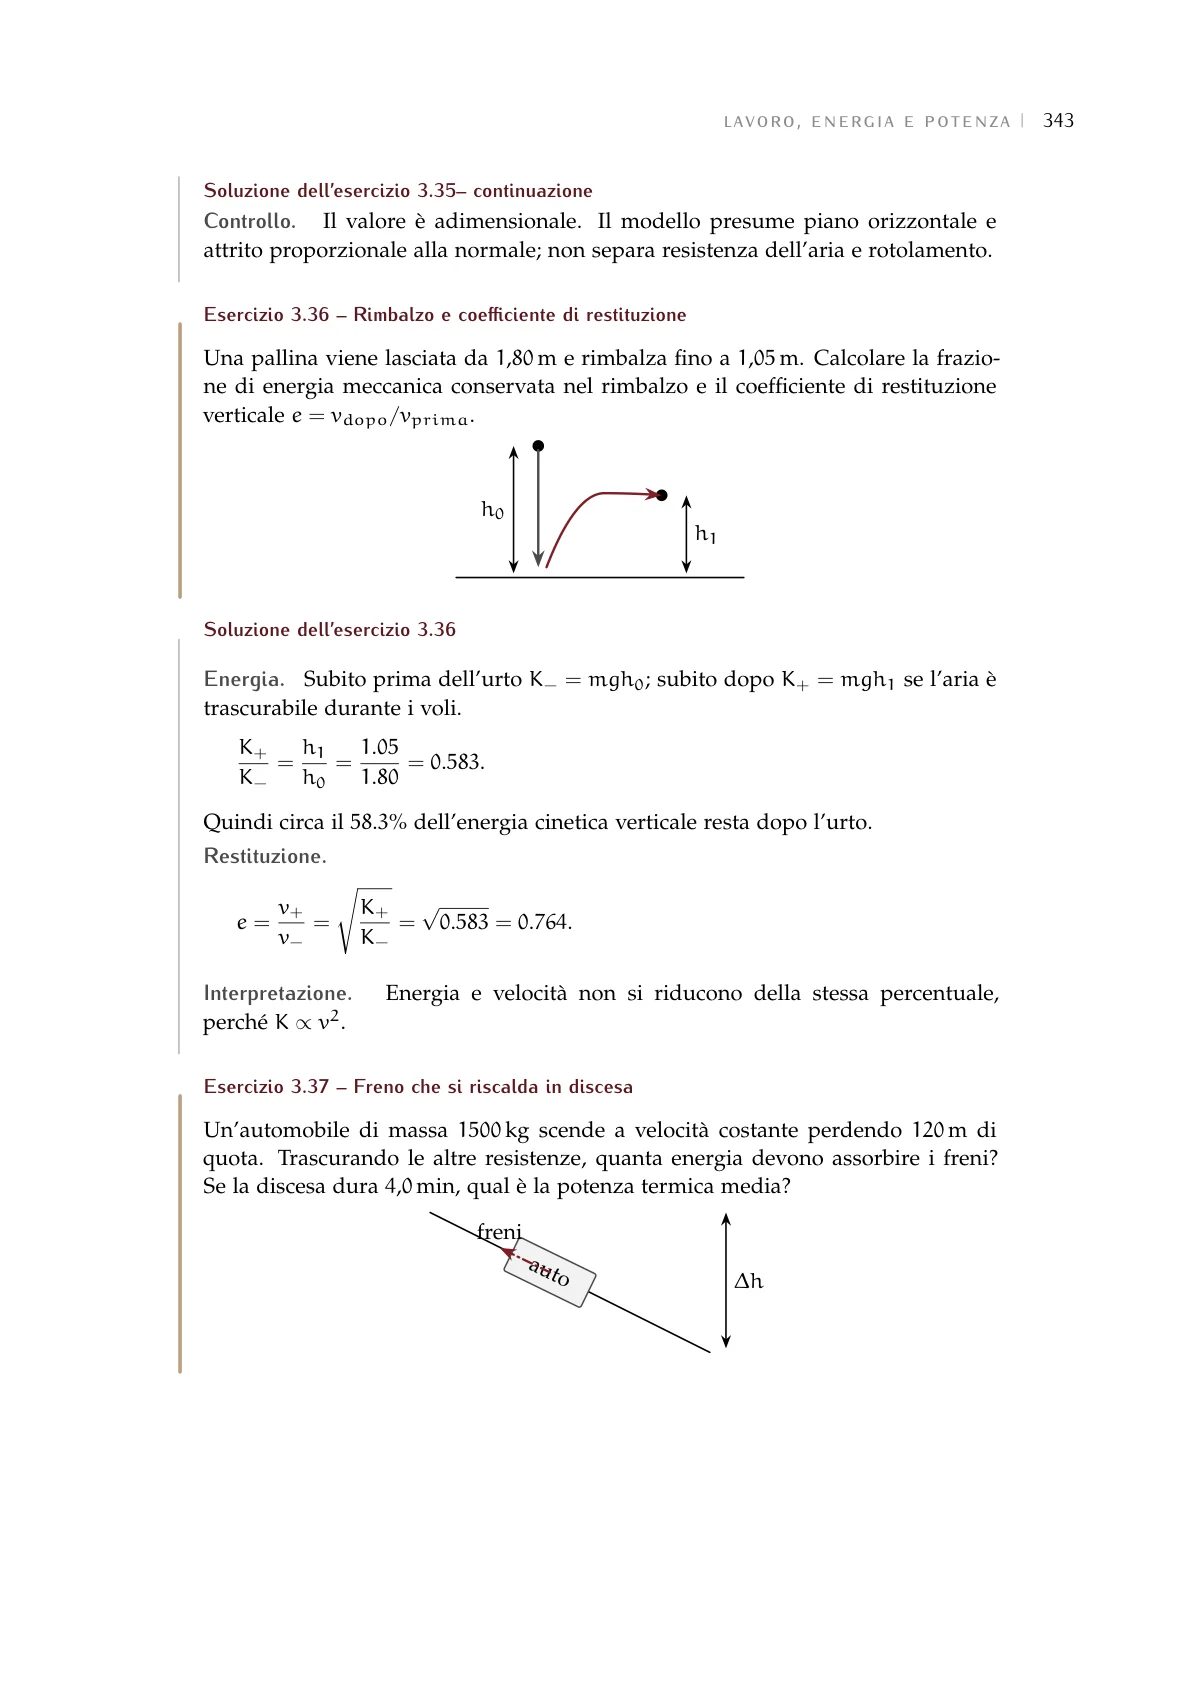 LAVORO, ENERGIA E POTENZA | 343
Soluzione dell'esercizio 3.35– continuazione
Controllo. Il valore è adimensionale. Il modello presume piano orizzontale e
attrito proporzionale alla normale; non separa resistenza dell'aria e rotolamento.
Esercizio 3.36 – Rimbalzo e coefficiente di restituzione
Una pallina viene lasciata da 1,80 m e rimbalza fino a 1,05 m. Calcolare la frazio-
ne di energia meccanica conservata nel rimbalzo e il coefficiente di restituzione
verticale e = v_dopo/v_prima.
h₀
h₁
Soluzione dell'esercizio 3.36
Energia. Subito prima dell'urto K₋ = mgh₀; subito dopo K₊ = mgh₁ se l'aria è
trascurabile durante i voli.
K₊/K₋ = h₁/h₀ = 1.05/1.80 = 0.583.
Quindi circa il 58.3% dell'energia cinetica verticale resta dopo l'urto.
Restituzione.
e = v₊/v₋ = √(K₊/K₋) = √0.583 = 0.764.
Interpretazione. Energia e velocità non si riducono della stessa percentuale,
perché K ∝ v².
Esercizio 3.37 – Freno che si riscalda in discesa
Un'automobile di massa 1500 kg scende a velocità costante perdendo 120 m di
quota. Trascurando le altre resistenze, quanta energia devono assorbire i freni?
Se la discesa dura 4,0 min, qual è la potenza termica media?
freni
auto
Δh